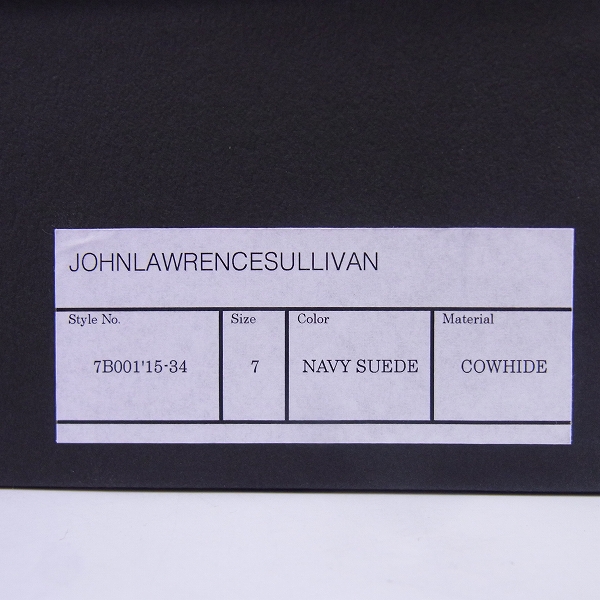 JOHNLAWRENCESULLIVAN
Style No. Size Color Material
7B001'15-34 7 NAVY SUEDE COWHIDE